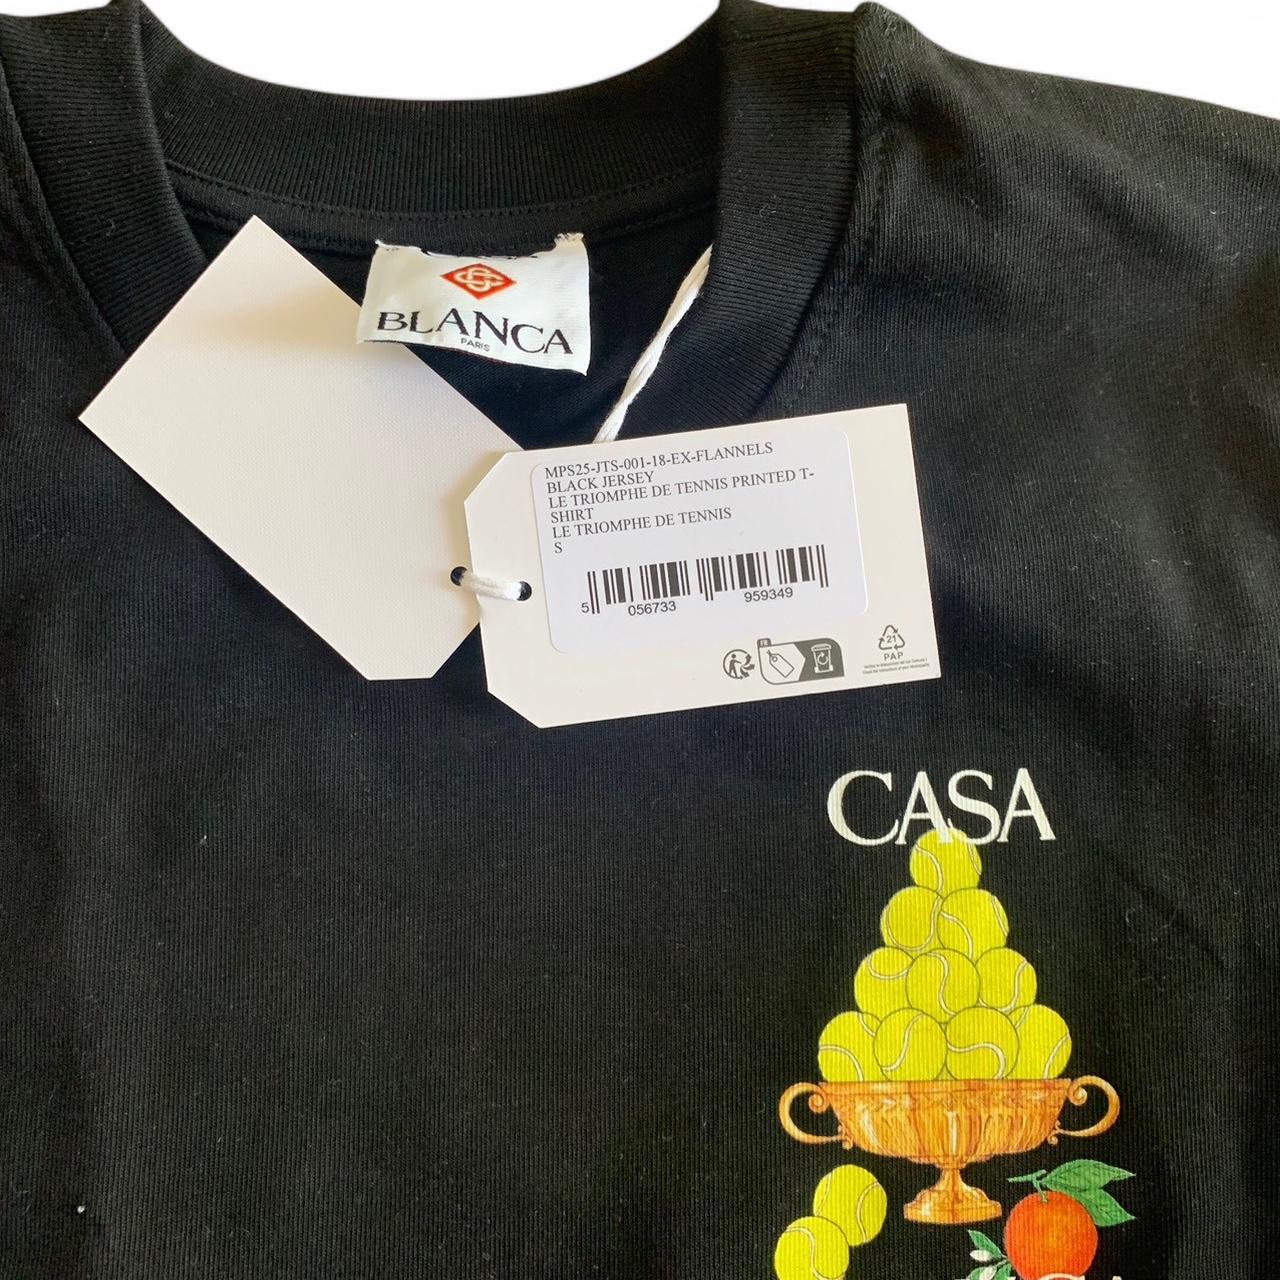 BLANCA
PARIS
MPS25-JTS-001-18-EX-FLANNELS
BLACK JERSEY
LE TRIOMPHE DE TENNIS PRINTED T-
SHIRT
LE TRIOMPHE DE TENNIS
S
5 056733 959349
FR
21
PAP
CASA